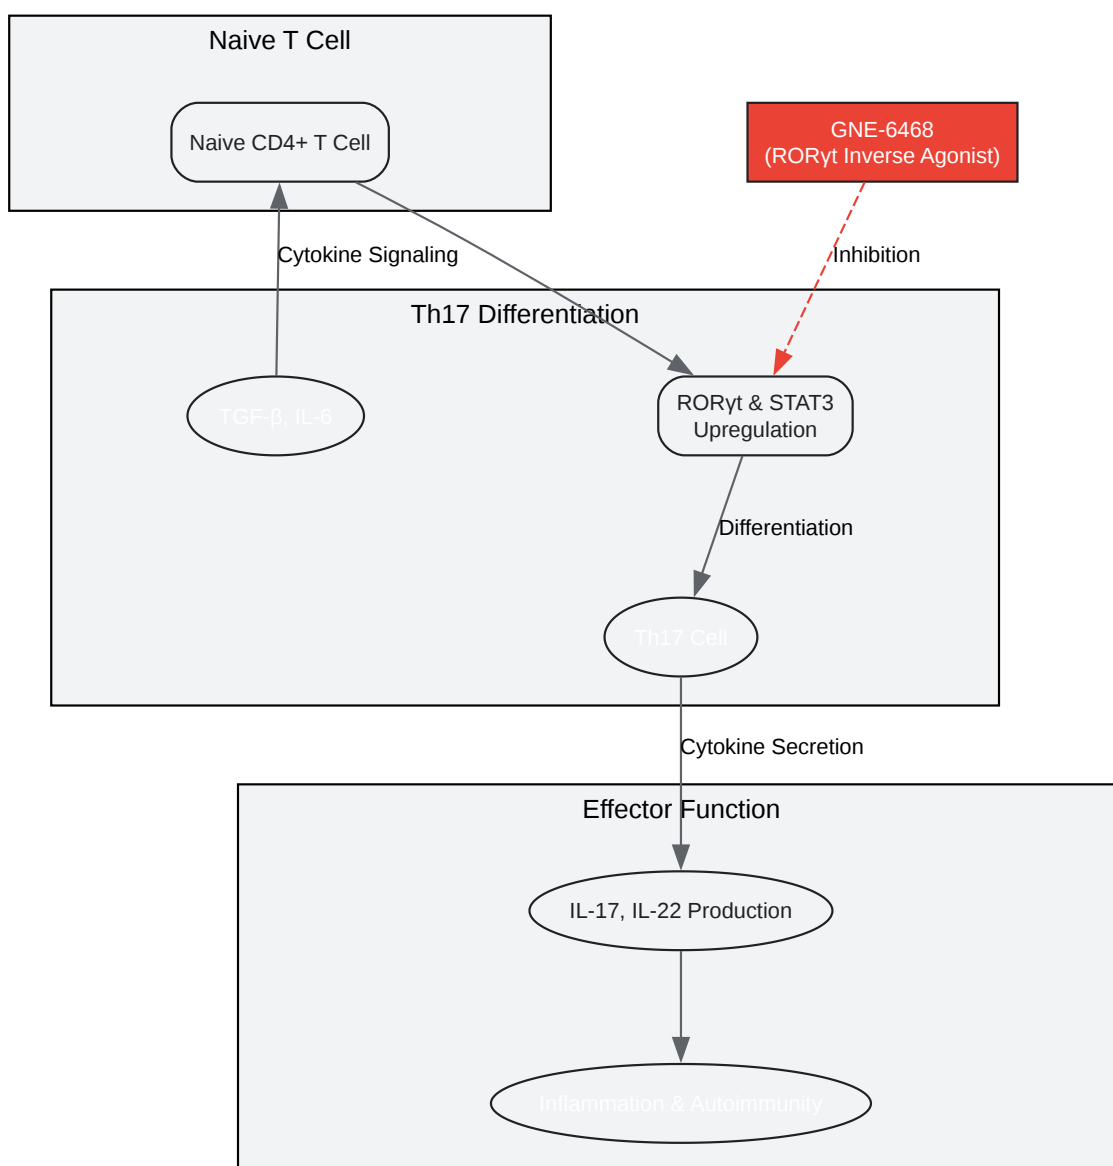 Naive T Cell
Naive CD4+ T Cell
GNE-6468
(RORγt Inverse Agonist)
Cytokine Signaling
Inhibition
Th17 Differentiation
TGF-β, IL-6
RORγt & STAT3
Upregulation
Differentiation
Th17 Cell
Cytokine Secretion
Effector Function
IL-17, IL-22 Production
Inflammation & Autoimmunity